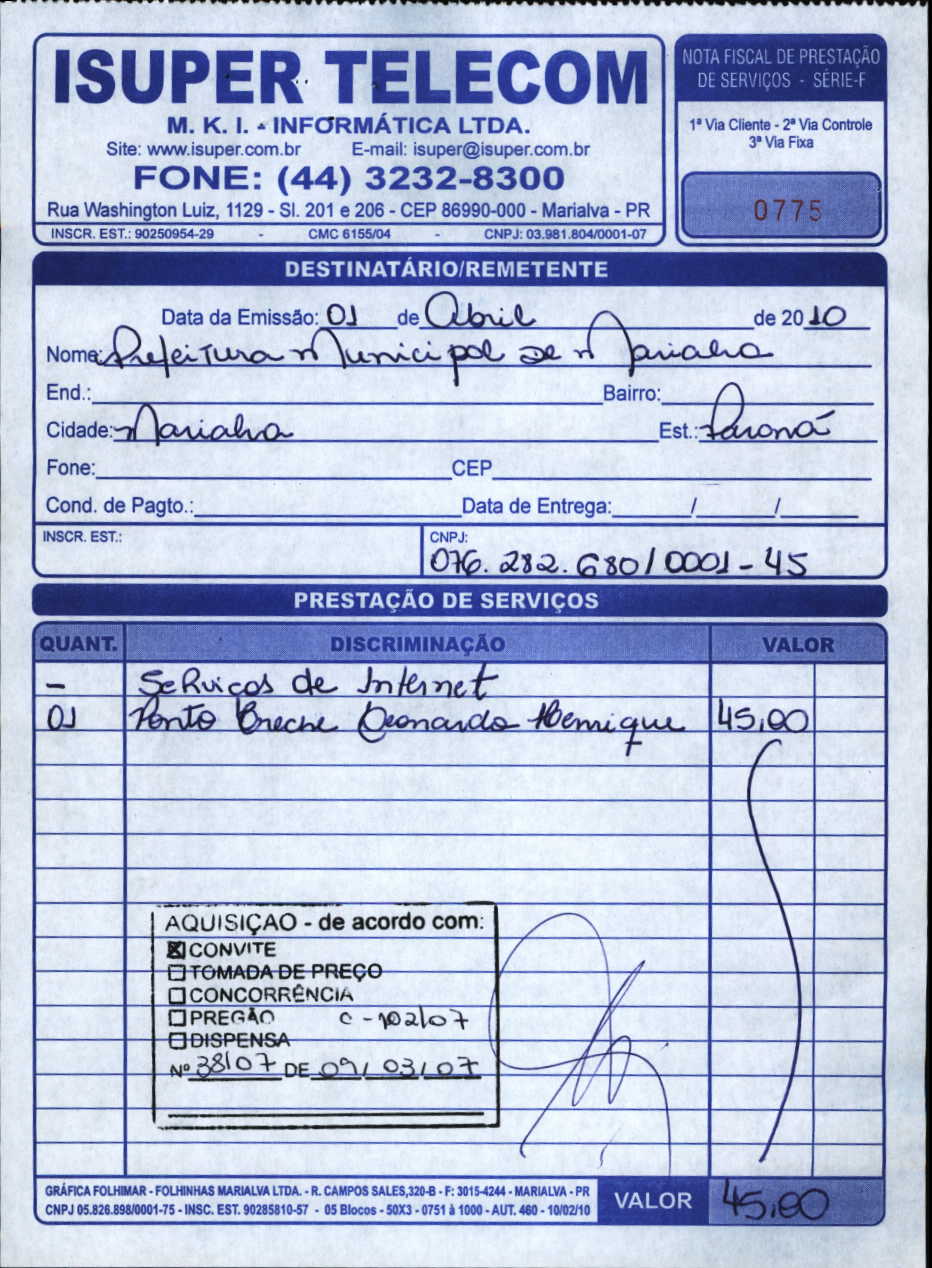 ISUPER TELECOM
M. K. I. - INFORMÁTICA LTDA.
Site: www.isuper.com.br E-mail: isuper@isuper.com.br
FONE: (44) 3232-8300
Rua Washington Luiz, 1129 - Sl. 201 e 206 - CEP 86990-000 - Marialva - PR
INSCR. EST.: 90250954-29 - CMC 6155/04 - CNPJ: 03.981.804/0001-07
NOTA FISCAL DE PRESTAÇÃO
DE SERVIÇOS - SÉRIE-F
1ª Via Cliente - 2ª Via Controle
3ª Via Fixa
0775
DESTINATÁRIO/REMETENTE
Data da Emissão: 01 de Abril de 2010
Nome: Prefeitura Municipal de Marialva
End.: Bairro:
Cidade: Marialva Est.: Paraná
Fone: CEP
Cond. de Pagto.: Data de Entrega: / /
INSCR. EST.: CNPJ:
076.282.680/0001-45
PRESTAÇÃO DE SERVIÇOS
QUANT. DISCRIMINAÇÃO VALOR
- Serviços de Internet
01 Ponto Creche Leonardo Henrique 45,00
AQUISIÇAO - de acordo com:
☒ CONVITE
☐ TOMADA DE PREÇO
☐ CONCORRÊNCIA
☐ PREGÃO C-102/07
☐ DISPENSA
Nº 38/07 DE 09/03/07
GRÁFICA FOLHIMAR - FOLHINHAS MARIALVA LTDA. - R. CAMPOS SALES,320-B - F: 3015-4244 - MARIALVA - PR
CNPJ 05.826.898/0001-75 - INSC. EST. 90285810-57 - 05 Blocos - 50X3 - 0751 à 1000 - AUT. 460 - 10/02/10
VALOR 45,00